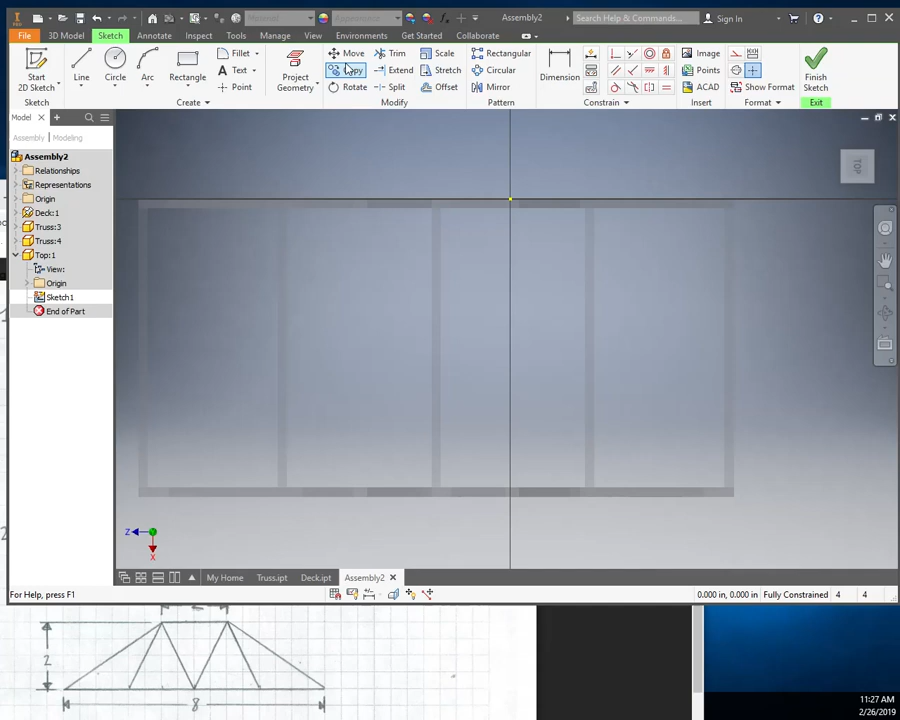 PRO
Material
Appearance
Assembly2
Search Help & Commands...
Sign In
File 3D Model Sketch Annotate Inspect Tools Manage View Environments Get Started Collaborate
Start
2D Sketch
Line
Circle
Arc
Rectangle
Fillet
Text
Point
Project
Geometry
Move
Copy
Rotate
Trim
Extend
Split
Scale
Stretch
Offset
Rectangular
Circular
Mirror
Dimension
Image
Points
ACAD
Show Format
Finish
Sketch
Sketch Create Modify Pattern Constrain Insert Format Exit
Model
Assembly | Modeling
Assembly2
Relationships
Representations
Origin
Deck:1
Truss:3
Truss:4
Top:1
View:
Origin
Sketch1
End of Part
TOP
Z
X
My Home Truss.ipt Deck.ipt Assembly2
For Help, press F1
0.000 in, 0.000 in Fully Constrained 4 4
2
8
11:27 AM
2/26/2019